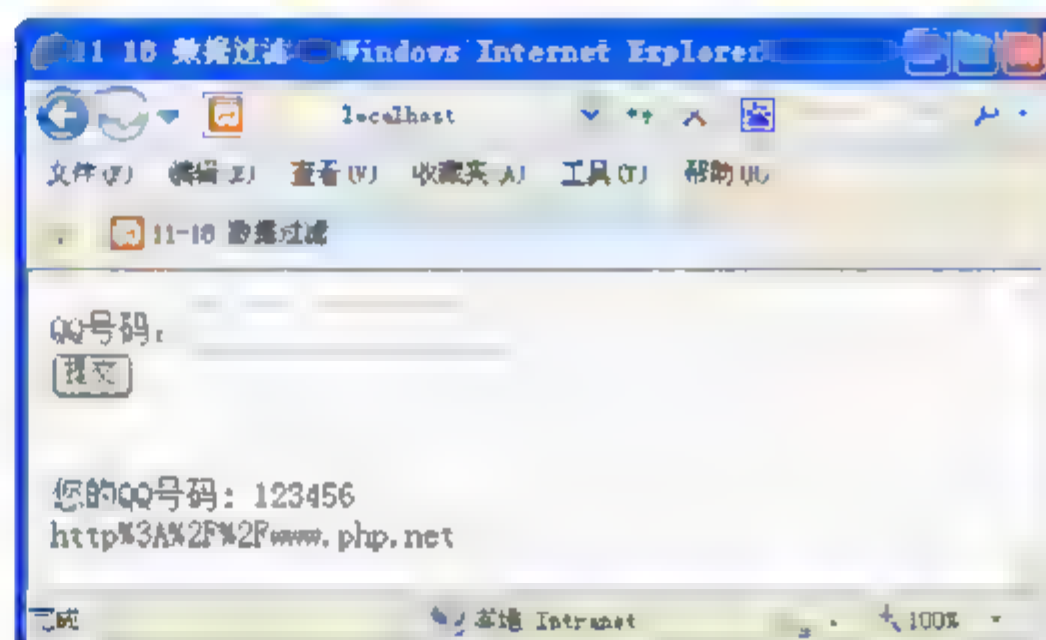 11-18 数据过滤 - Windows Internet Explorer
localhost
文件(F) 编辑(E) 查看(V) 收藏夹(A) 工具(T) 帮助(H)
11-18 数据过滤
QQ号码:
提交
您的QQ号码: 123456
http%3A%2F%2Fwww.php.net
完成 本地 Intranet 100%